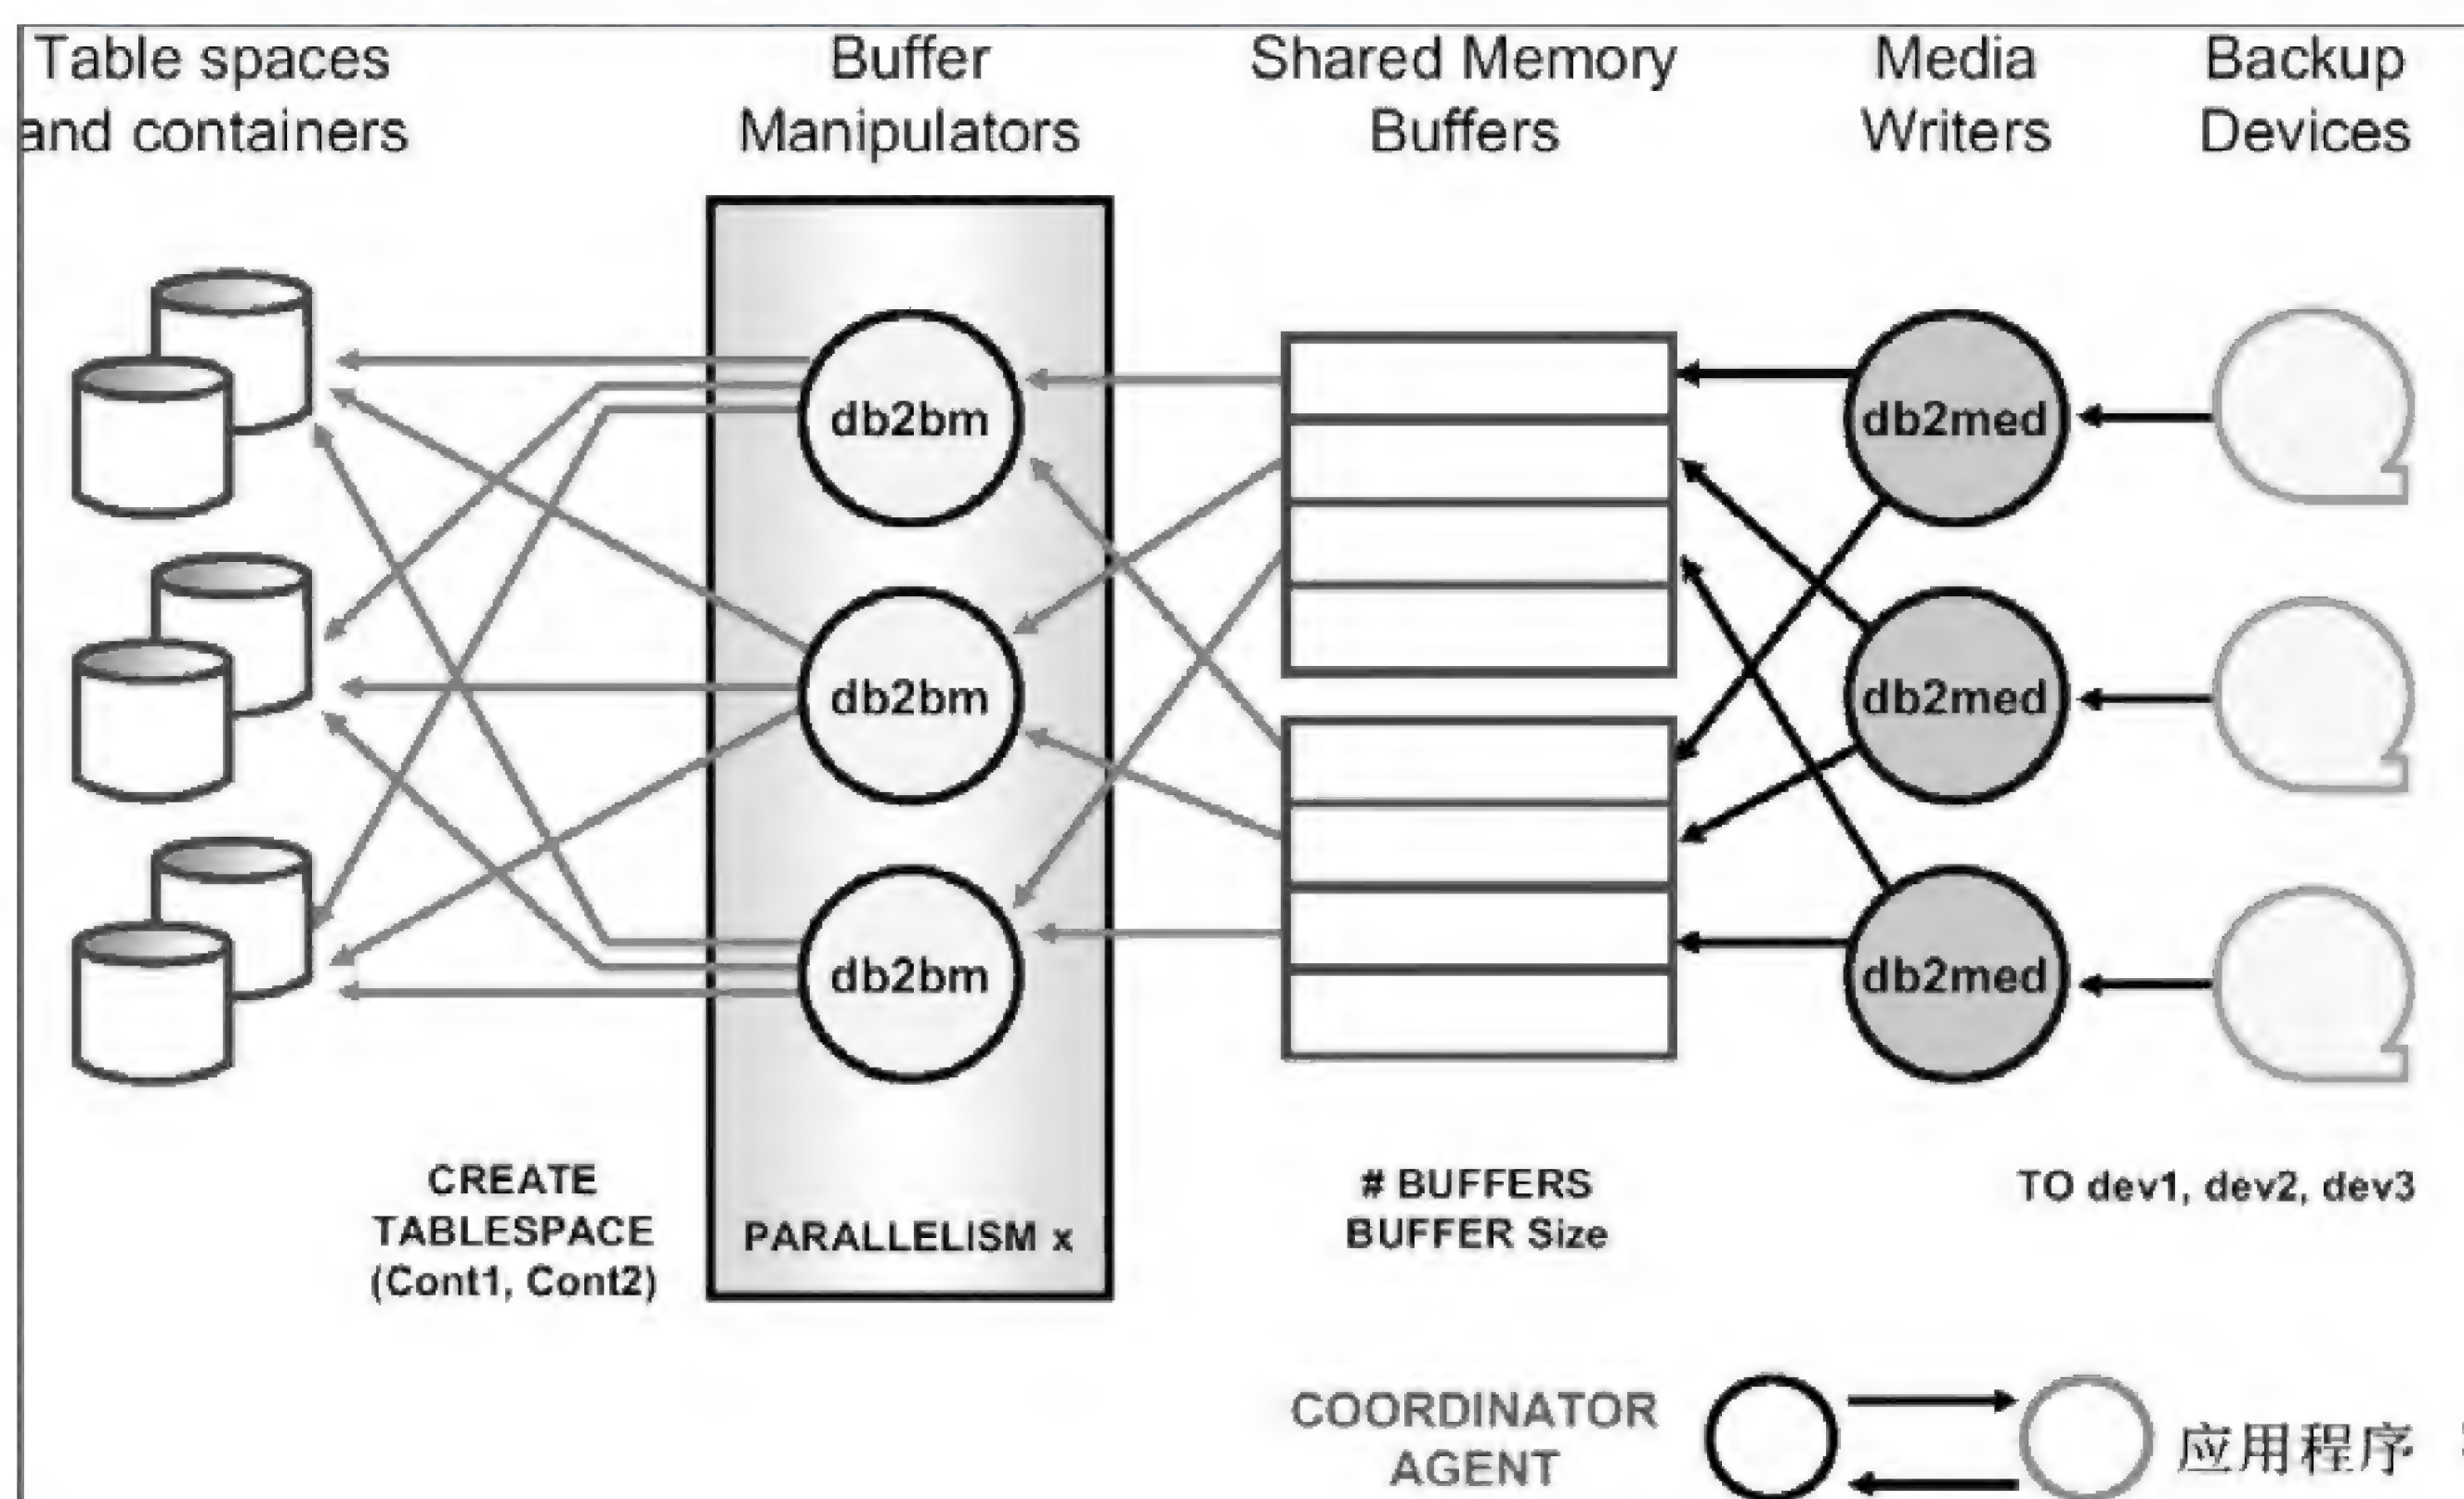 Table spaces
and containers
Buffer
Manipulators
Shared Memory
Buffers
Media
Writers
Backup
Devices
db2bm
db2med
db2bm
db2med
db2bm
db2med
CREATE
TABLESPACE
(Cont1, Cont2)
PARALLELISM x
# BUFFERS
BUFFER Size
TO dev1, dev2, dev3
COORDINATOR
AGENT
应用程序